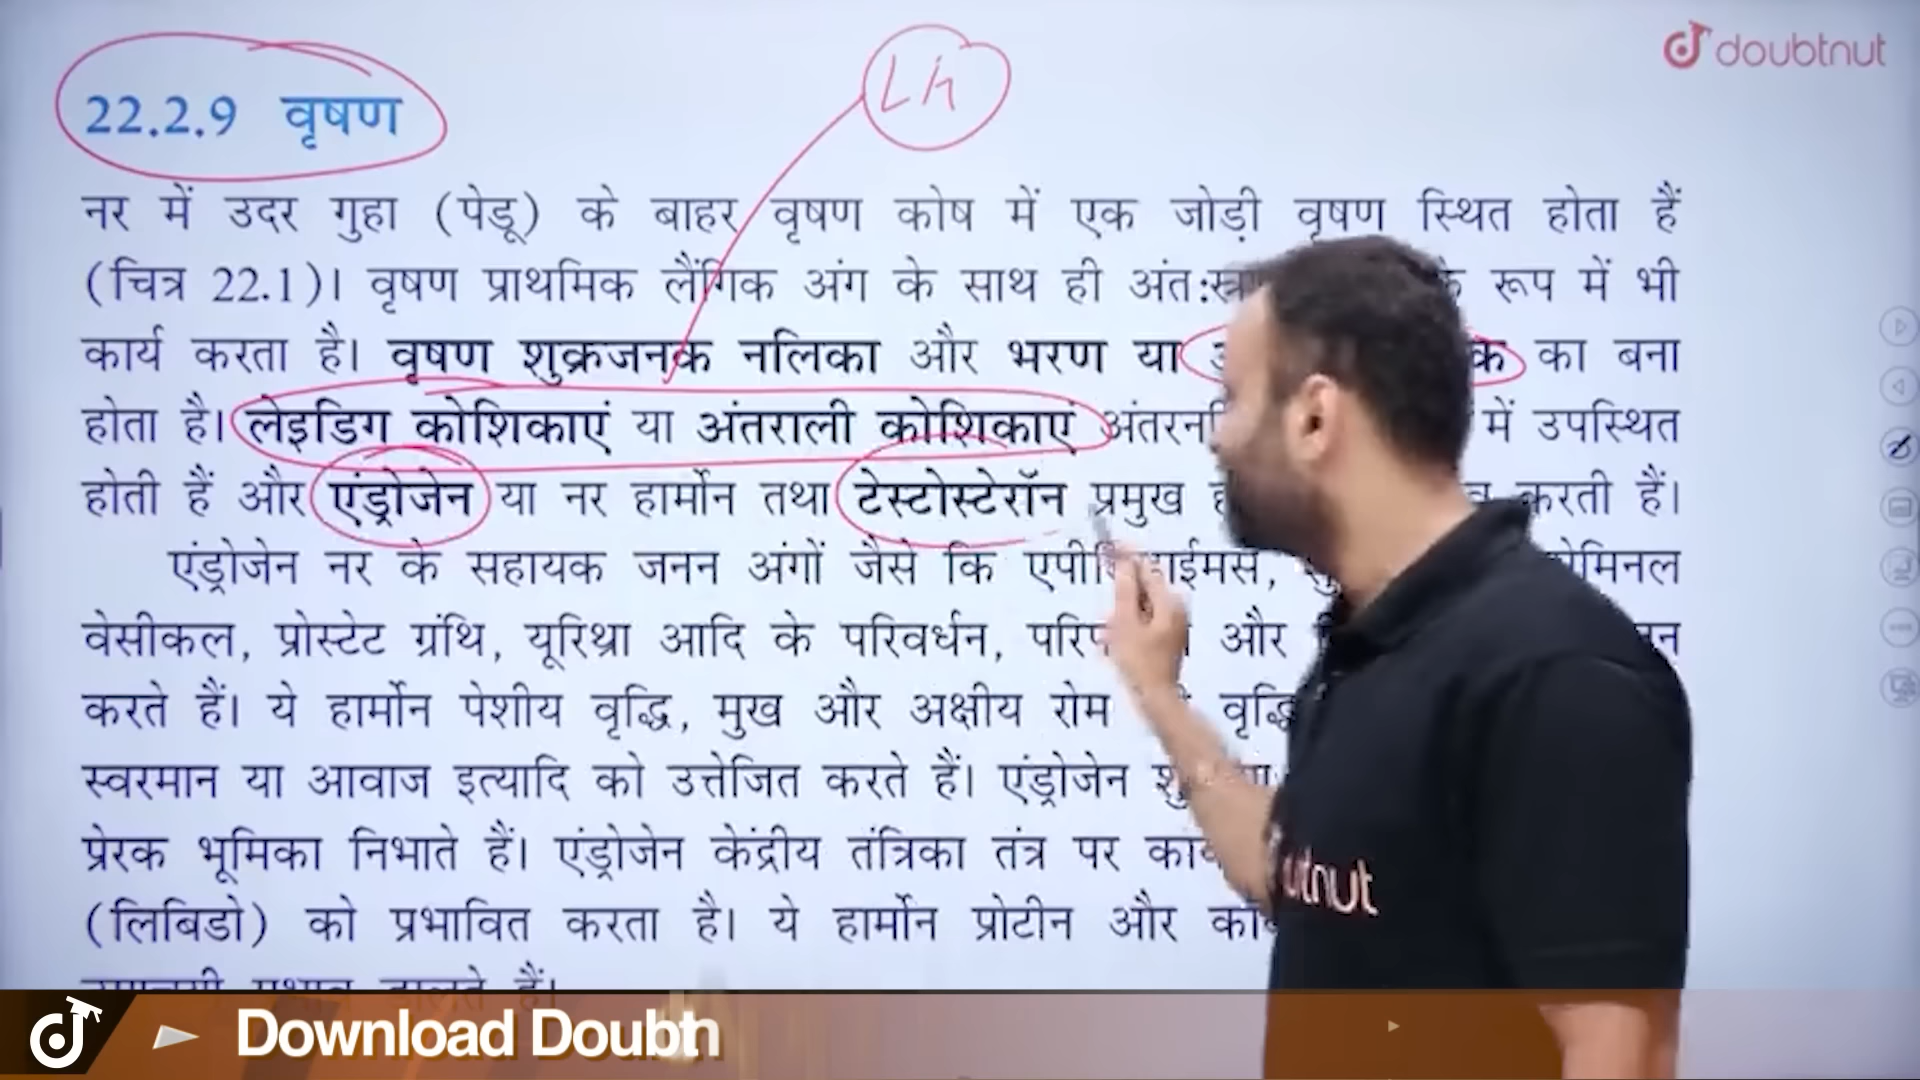 doubtnut
LH
22.2.9 वृषण
नर में उदर गुहा (पेडू) के बाहर वृषण कोष में एक जोड़ी वृषण स्थित होता हैं
(चित्र 22.1)। वृषण प्राथमिक लैंगिक अंग के साथ ही रूप में भी
कार्य करता है। वृषण शुक्रजनक नलिका और भरण या का बना
होता है। लेइडिग कोशिकाएं या अंतराली कोशिकाएं में उपस्थित
होती हैं और एंड्रोजेन या नर हार्मोन तथा टेस्टोस्टेरॉन प्रमुख करती हैं।
एंड्रोजेन नर के सहायक जनन अंगों जैसे कि
वेसीकल, प्रोस्टेट ग्रंथि, यूरिथ्रा आदि के परिवर्धन, और
करते हैं। ये हार्मोन पेशीय वृद्धि, मुख और अक्षीय रोम वृद्धि
स्वरमान या आवाज इत्यादि को उत्तेजित करते हैं। एंड्रोजेन
प्रेरक भूमिका निभाते हैं। एंड्रोजेन केंद्रीय तंत्रिका तंत्र पर
(लिबिडो) को प्रभावित करता है। ये हार्मोन प्रोटीन और
utnut
Download Doubtn